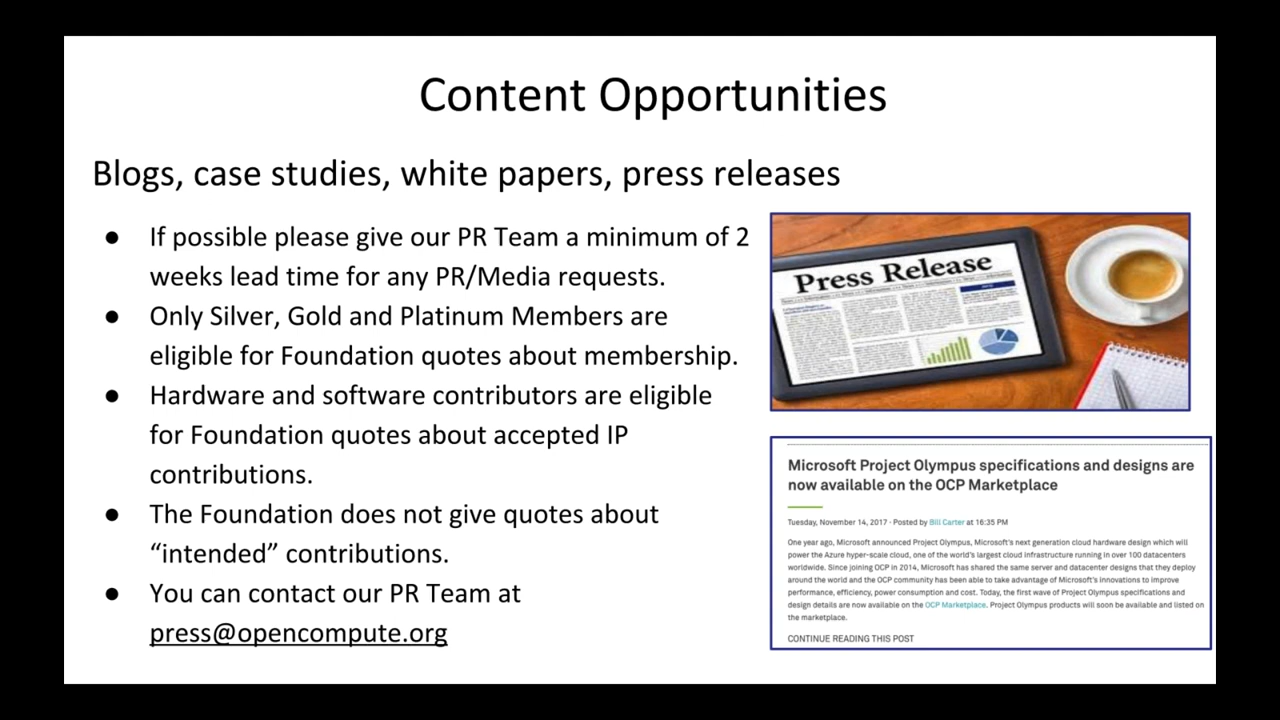 Content Opportunities
Blogs, case studies, white papers, press releases
● If possible please give our PR Team a minimum of 2
weeks lead time for any PR/Media requests.
● Only Silver, Gold and Platinum Members are
eligible for Foundation quotes about membership.
● Hardware and software contributors are eligible
for Foundation quotes about accepted IP
contributions.
● The Foundation does not give quotes about
“intended” contributions.
● You can contact our PR Team at
press@opencompute.org
Press Release
Microsoft Project Olympus specifications and designs are
now available on the OCP Marketplace
Tuesday, November 14, 2017 · Posted by Bill Carter at 16:35 PM
One year ago, Microsoft announced Project Olympus, Microsoft's next generation cloud hardware design which will
power the Azure hyper-scale cloud, one of the world's largest cloud infrastructure running in over 100 datacenters
worldwide. Since joining OCP in 2014, Microsoft has shared the same server and datacenter designs that they deploy
around the world and the OCP community has been able to take advantage of Microsoft's innovations to improve
performance, efficiency, power consumption and cost. Today, the first wave of Project Olympus specifications and
design details are now available on the OCP Marketplace. Project Olympus products will soon be available and listed on
the marketplace.
CONTINUE READING THIS POST